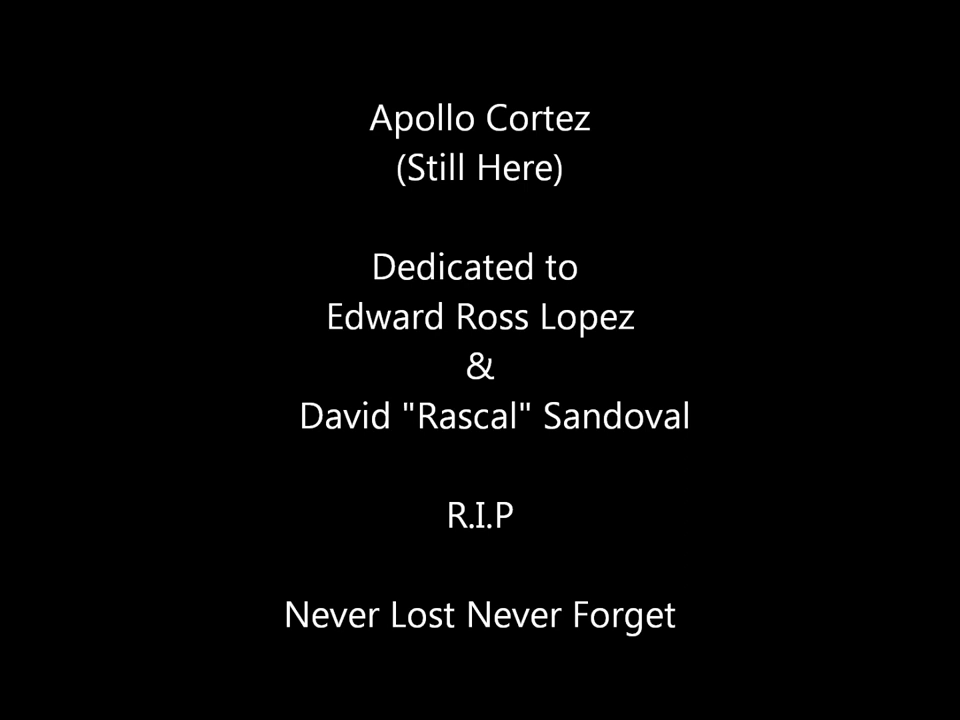 Apollo Cortez
(Still Here)
Dedicated to
Edward Ross Lopez
&
David "Rascal" Sandoval
R.I.P
Never Lost Never Forget